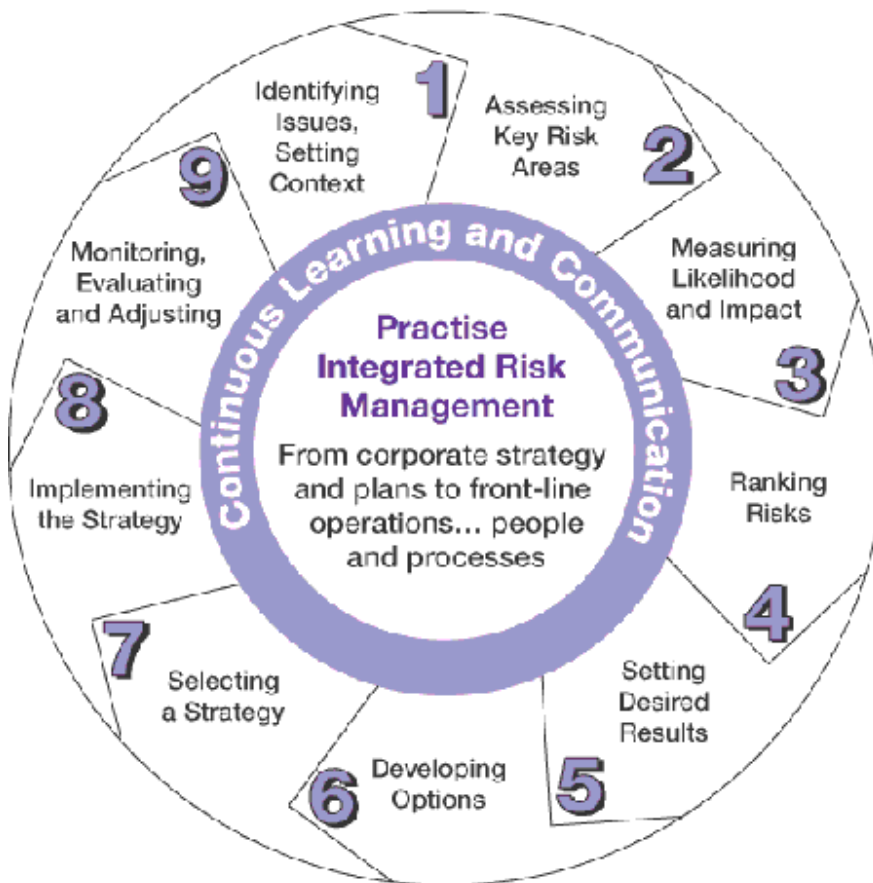 1
Identifying
Issues,
Setting
Context
2
Assessing
Key Risk
Areas
3
Measuring
Likelihood
and Impact
4
Ranking
Risks
5
Setting
Desired
Results
6
Developing
Options
7
Selecting
a Strategy
8
Implementing
the Strategy
9
Monitoring,
Evaluating
and Adjusting
Continuous Learning and Communication
Practise
Integrated Risk
Management
From corporate strategy
and plans to front-line
operations... people
and processes